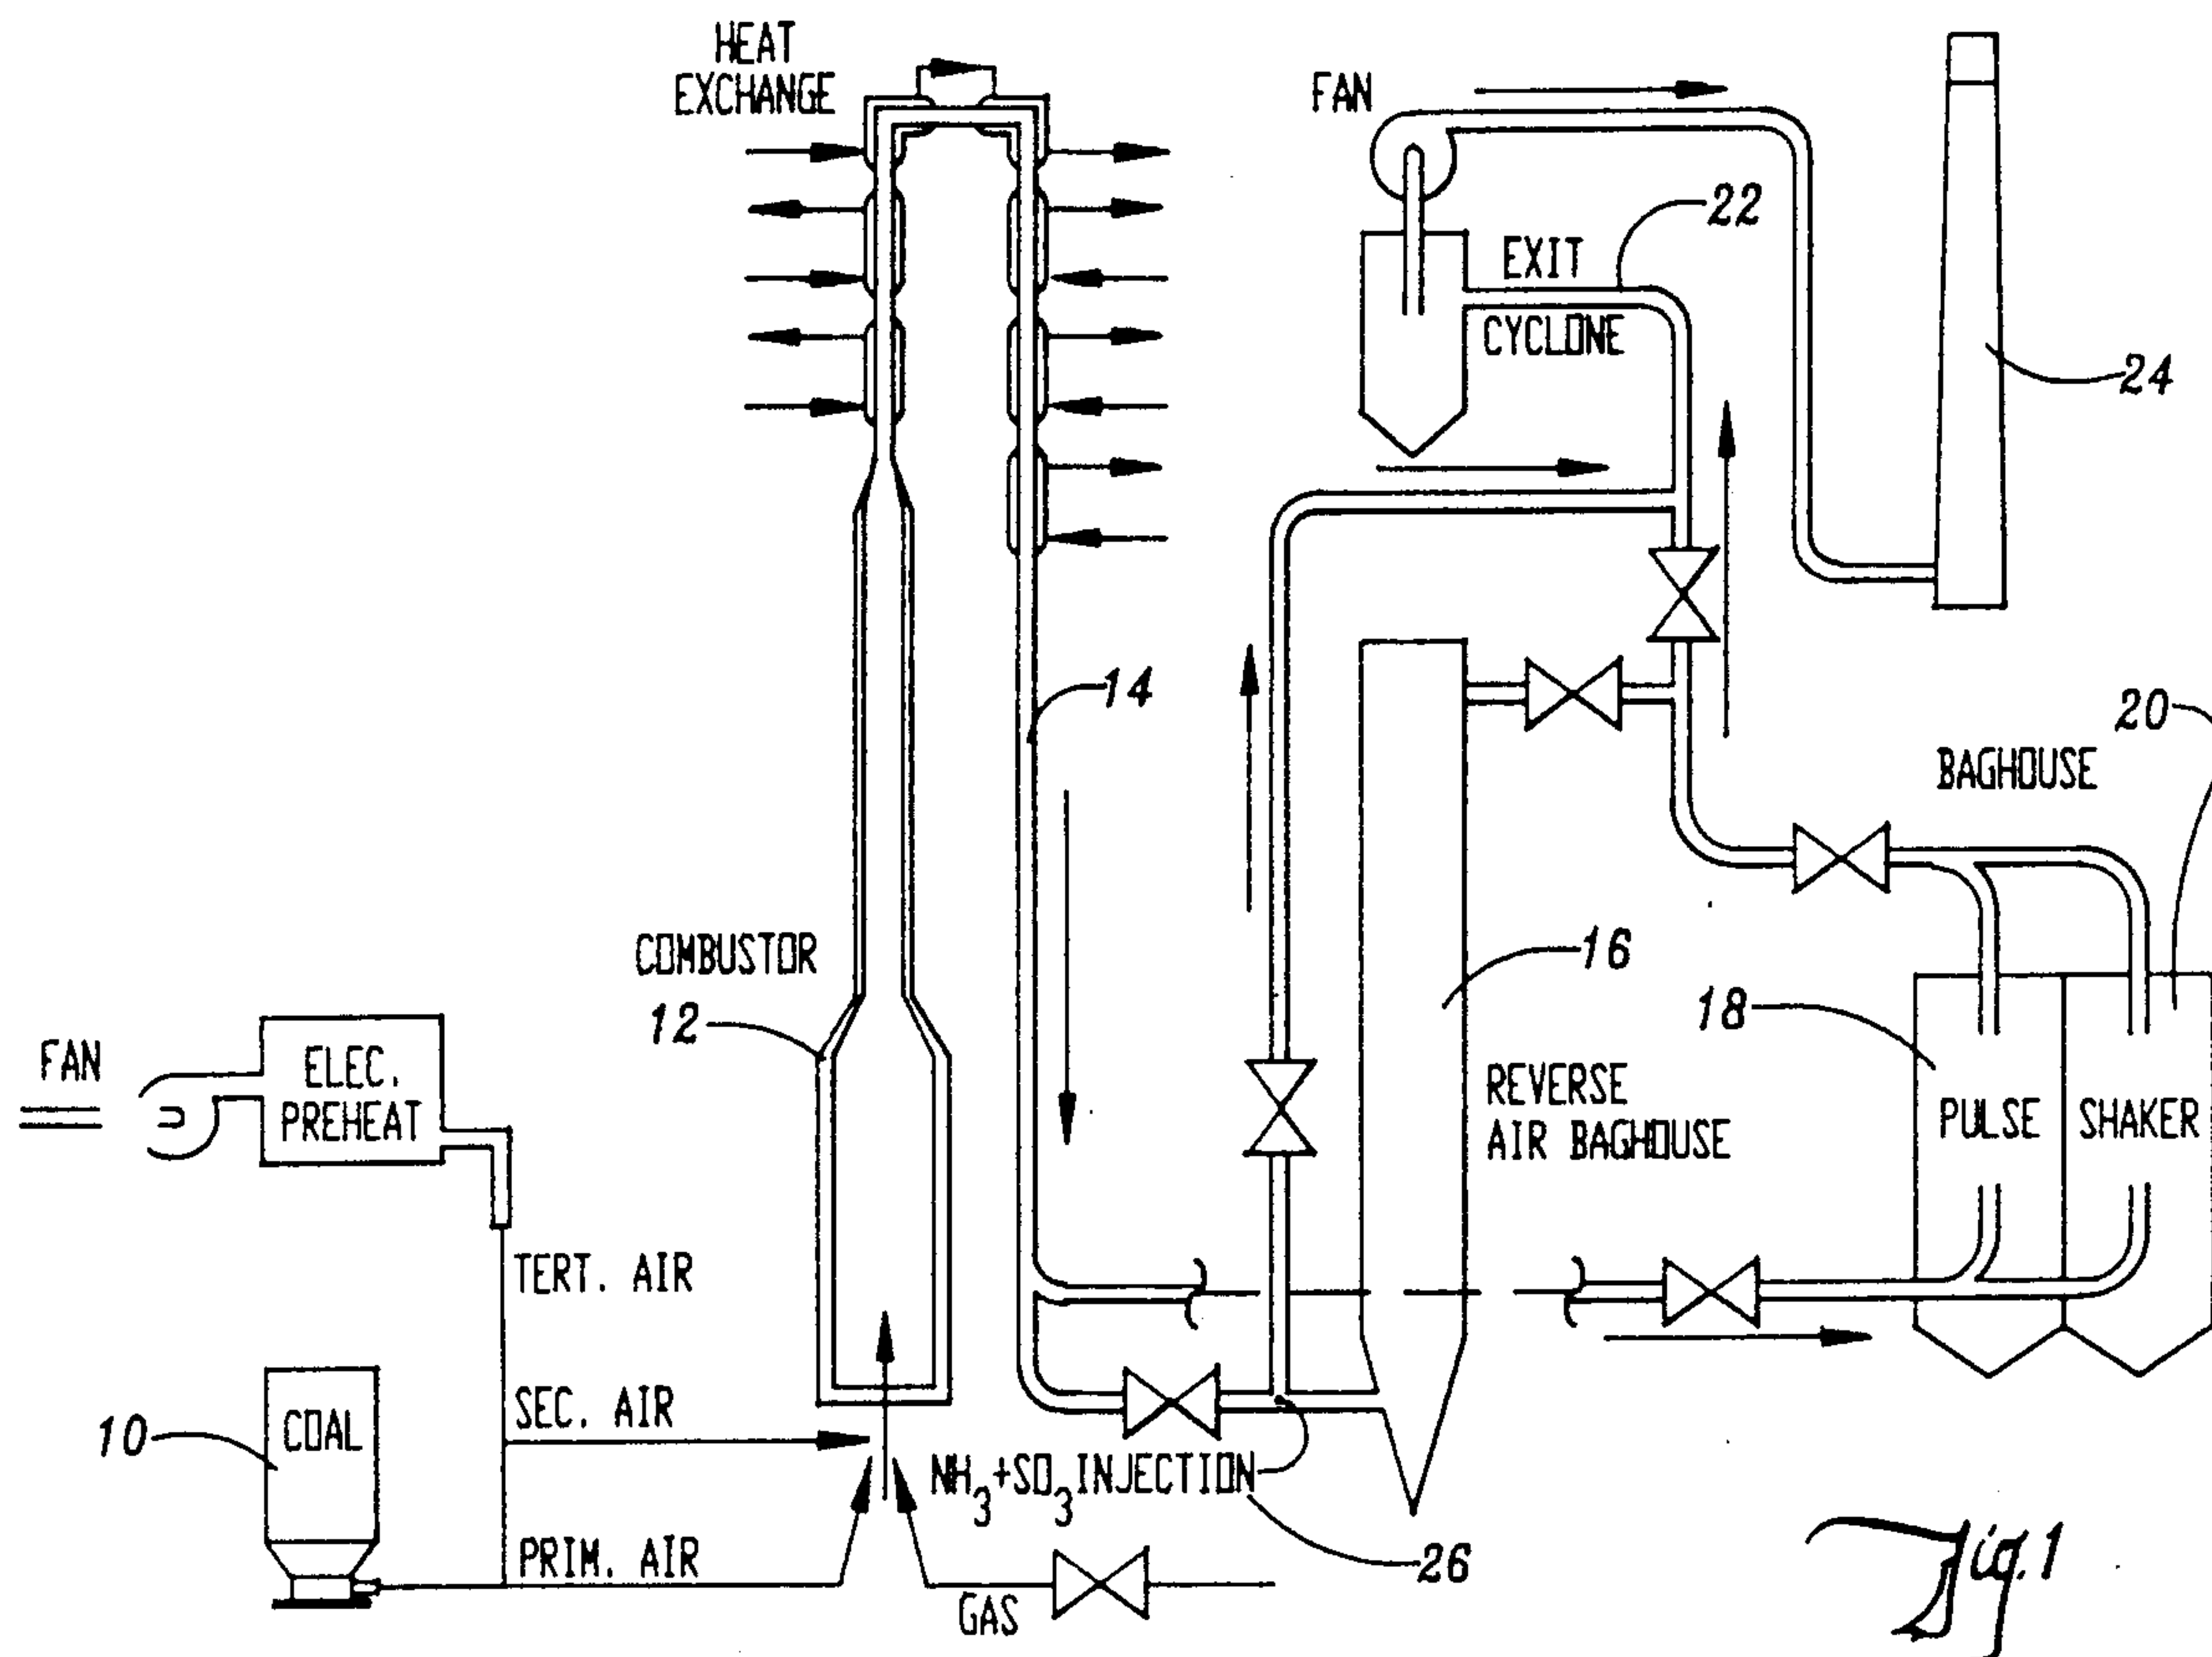 HEAT
EXCHANGE
FAN
22
EXIT
CYCLONE
24
14
20
BAGHOUSE
COMBUSTOR
12
16
18
FAN
ELEC.
PREHEAT
REVERSE
AIR BAGHOUSE
PULSE
SHAKER
TERT. AIR
10
COAL
SEC. AIR
NH3+SO3 INJECTION
26
PRIM. AIR
GAS
Fig. 1